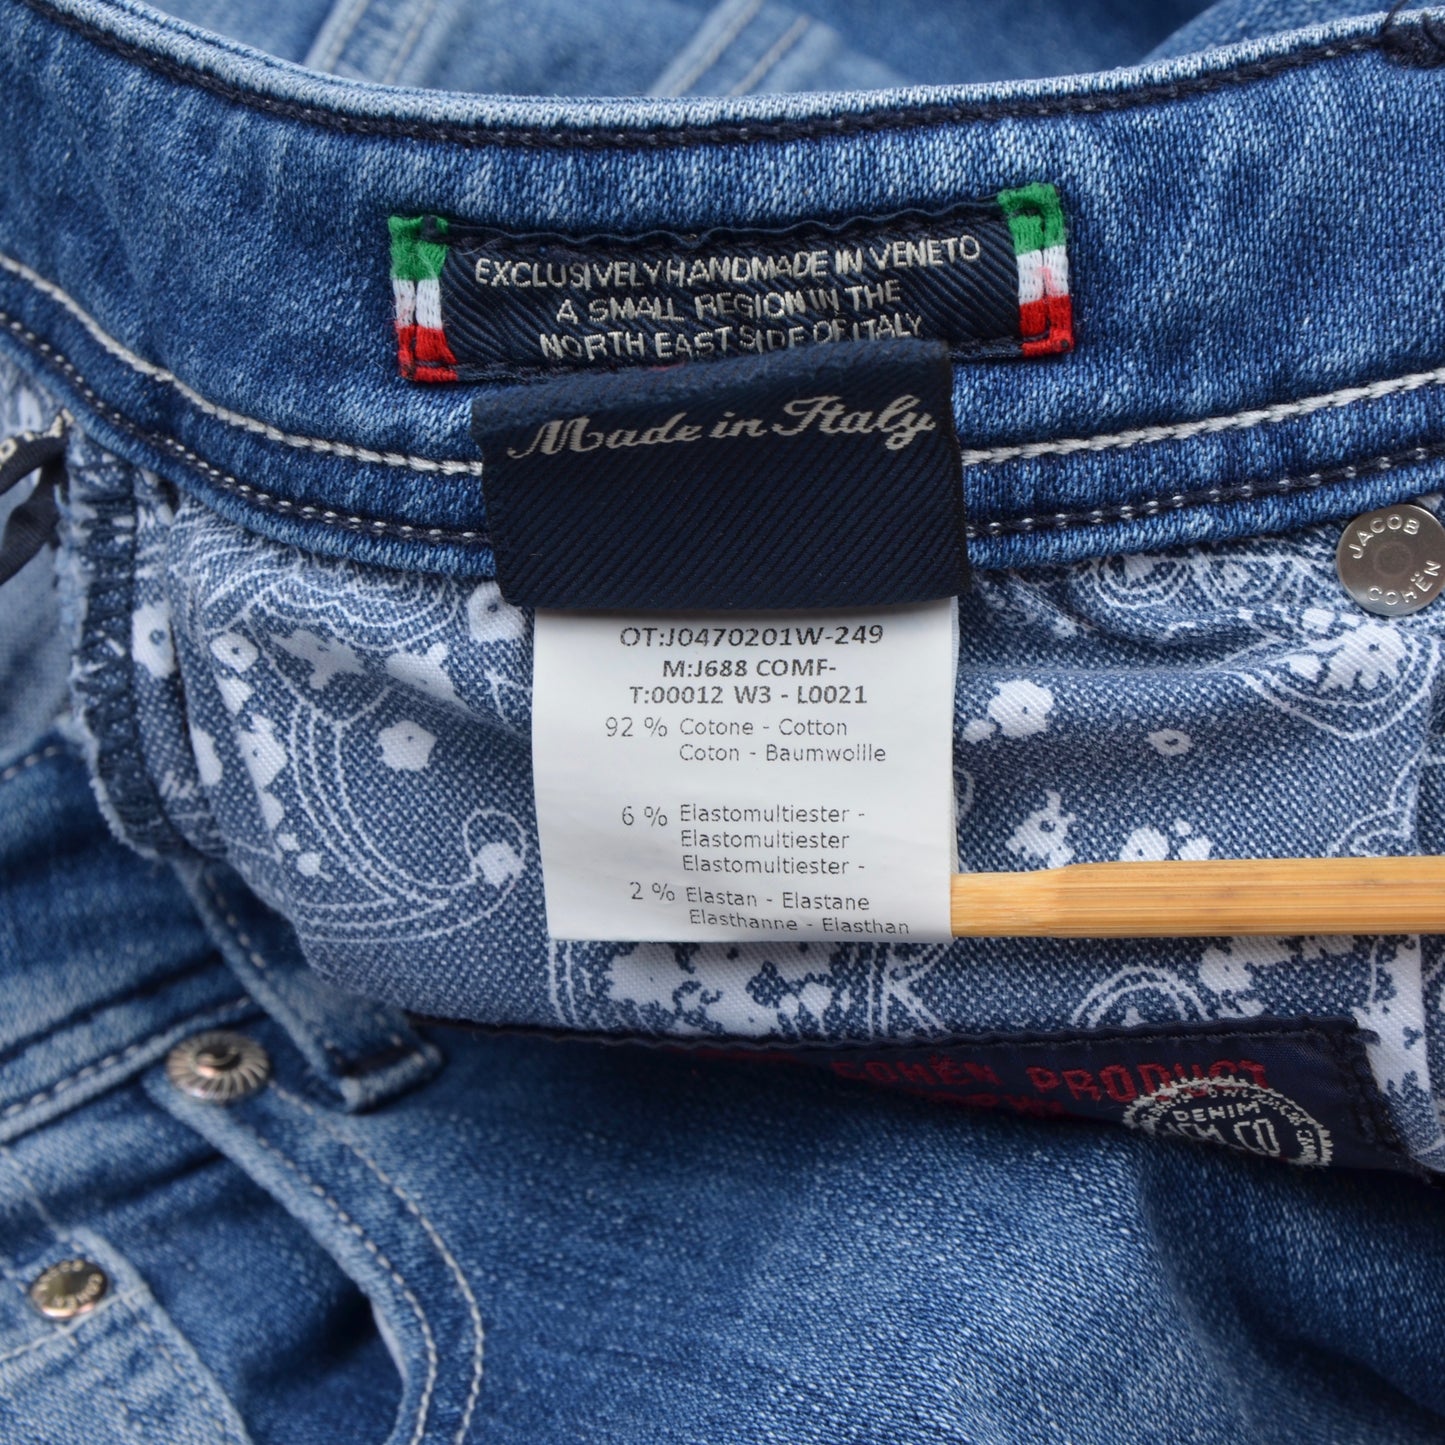 EXCLUSIVELY HANDMADE IN VENETO
A SMALL REGION IN THE
NORTH EAST SIDE OF ITALY
Made in Italy
JACOB
COHËN
OT:J0470201W-249
M:J688 COMF-
T:00012 W3 - L0021
92 % Cotone - Cotton
Coton - Baumwollle
6 % Elastomultiester -
Elastomultiester
Elastomultiester -
2 % Elastan - Elastane
Elasthanne - Elasthan
COHËN PRODUCT
DENIM